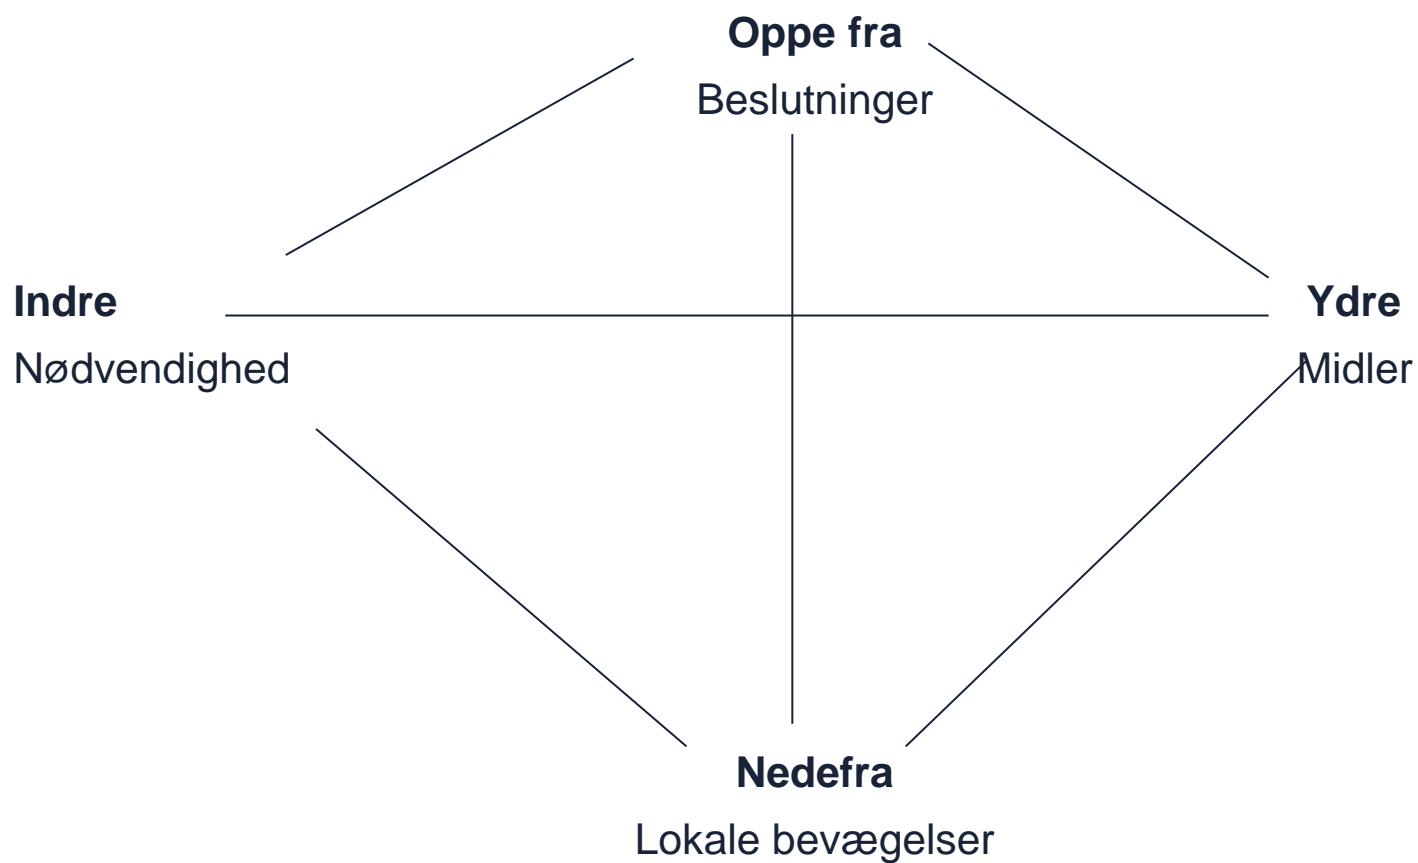 Oppe fra
Beslutninger
Indre
Nødvendighed
Ydre
Midler
Nedefra
Lokale bevægelser